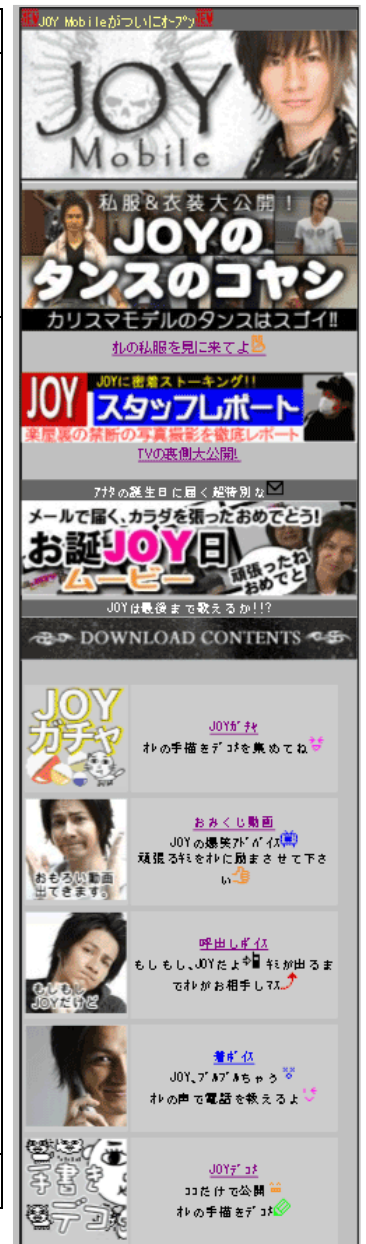 NEW JOY Mobileがついにｵｰﾌﾟﾝ NEW
JOY
Mobile
私服&衣装大公開！
JOYの
タンスのコヤシ
カリスマモデルのタンスはスゴイ!!
ｵﾚの私服を見に来てよ
JOYに密着ストーキング!!
JOY スタッフレポート
楽屋裏の禁断の写真撮影を徹底レポート
TVの裏側大公開!
ｱﾅﾀの誕生日に届く超特別な
メールで届く、カラダを張ったおめでとう!
お誕JOY日
ムービー
頑張ったね
おめでと!
JOYは最後まで歌えるか!!?
DOWNLOAD CONTENTS
JOY
ガチャ
JOYｶﾞﾁｬ
ｵﾚの手描きﾃﾞｺﾒを集めてね
おもろい動画
出てきます。
おみくじ動画
JOYの爆笑ｱﾄﾞﾊﾞｲｽ
頑張るｷﾐをｵﾚに励まさせて下さ
い
もしもし
JOYだけど
呼出しﾎﾞｲｽ
もしもし､JOYだよ ｷﾐが出るま
でｵﾚがお相手しﾏｽ
着ﾎﾞｲｽ
JOY､ﾌﾞﾙﾌﾞﾙちゃう
ｵﾚの声で電話を教えるよ
手書き
デコメ
JOYﾃﾞｺﾒ
ｺｺだけで公開
ｵﾚの手描きﾃﾞｺﾒ